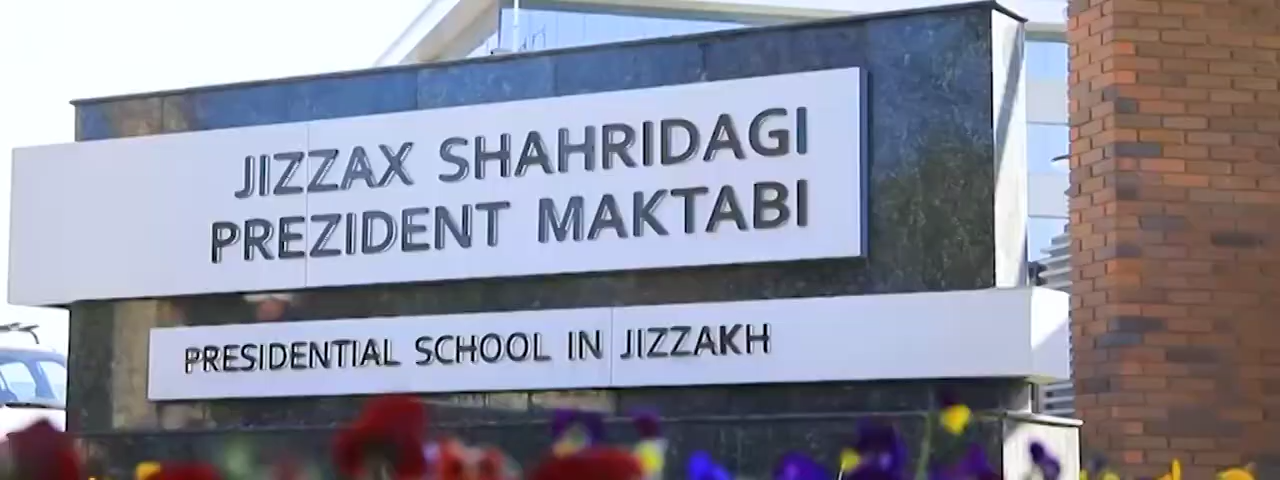 JIZZAX SHAHRIDAGI
PREZIDENT MAKTABI
PRESIDENTIAL SCHOOL IN JIZZAKH